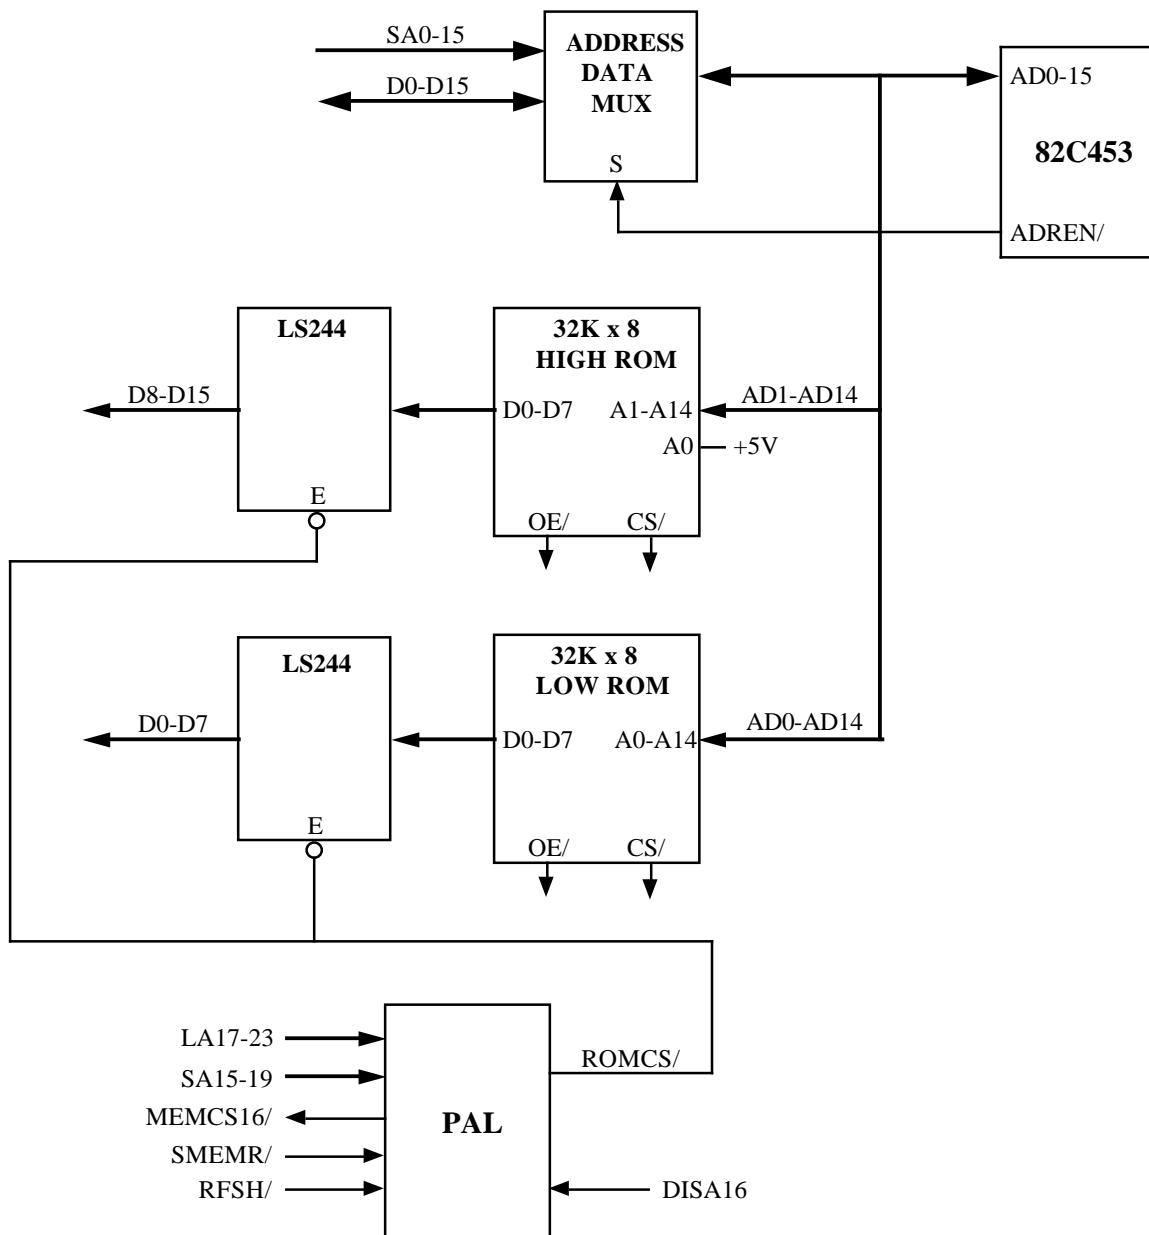 SA0-15
D0-D15
ADDRESS
DATA
MUX
S
AD0-15
82C453
ADREN/
LS244
E
D8-D15
32K x 8
HIGH ROM
D0-D7
A1-A14
A0
+5V
AD1-AD14
OE/
CS/
LS244
E
D0-D7
32K x 8
LOW ROM
D0-D7
A0-A14
AD0-AD14
OE/
CS/
LA17-23
SA15-19
MEMCS16/
SMEMR/
RFSH/
PAL
ROMCS/
DISA16